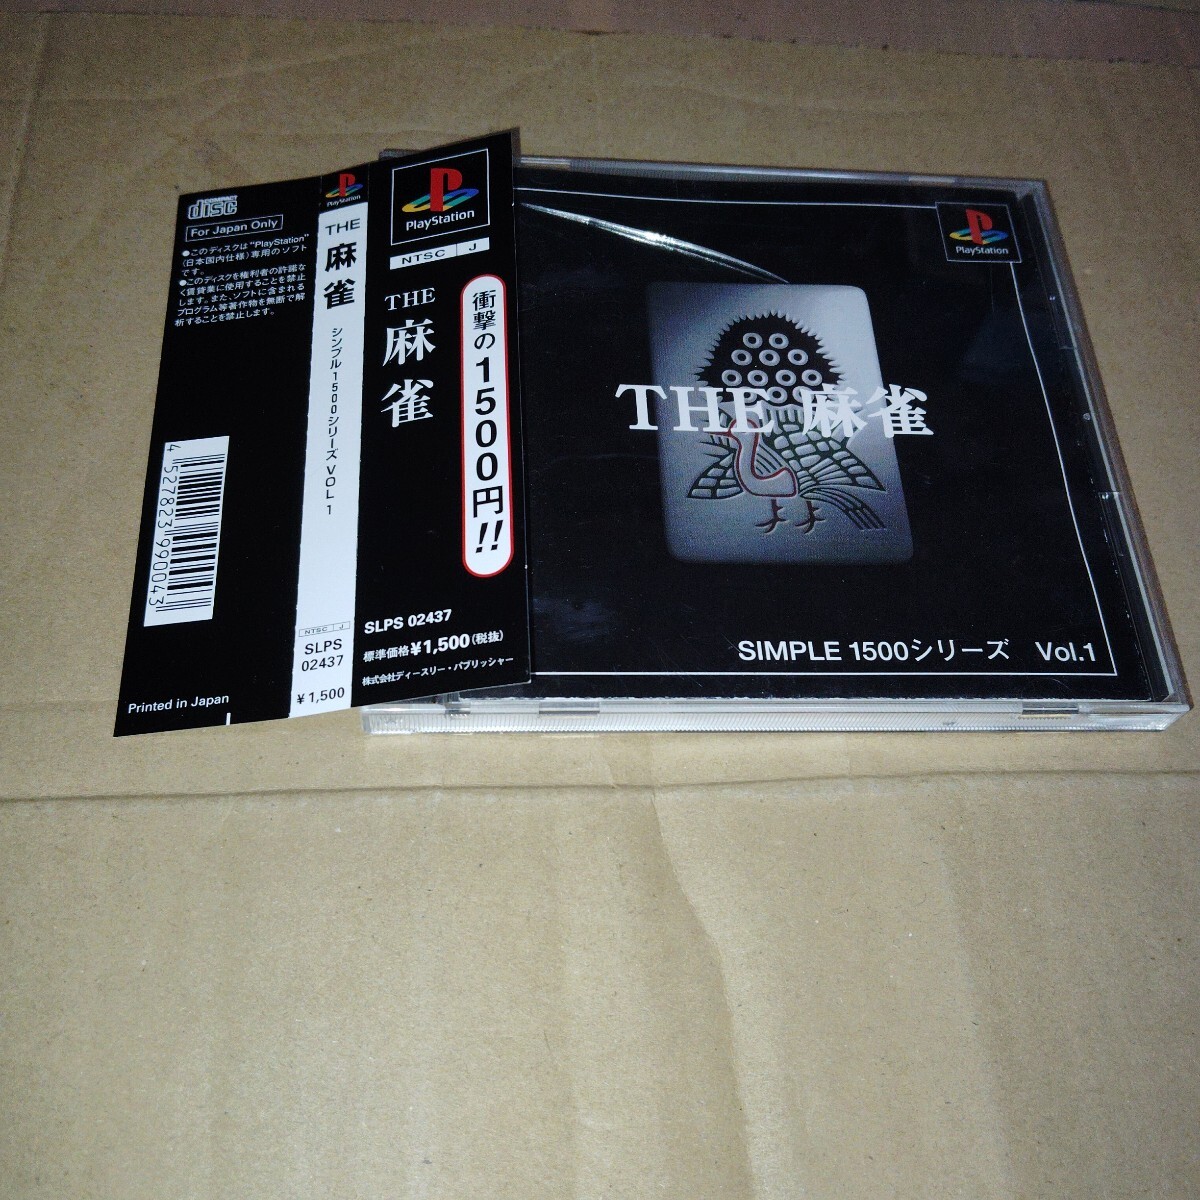 COMPACT
disc
For Japan Only
●このディスクは"PlayStation"
(日本国内仕様)専用のソフト
です。
●このディスクを権利者の許諾な
く賃貸業に使用することを禁止
します。また、ソフトに含まれる
プログラム等著作物を無断で解
析することを禁止します。
4 527823 990043
Printed in Japan
PlayStation
THE 麻雀
シンプル1500シリーズ VOL.1
NTSC J
SLPS
02437
¥1,500
PlayStation
NTSC J
THE 麻雀
衝撃の1500円!!
SLPS 02437
標準価格¥1,500(税抜)
株式会社ディースリー・パブリッシャー
PlayStation
THE 麻雀
SIMPLE 1500シリーズ Vol.1